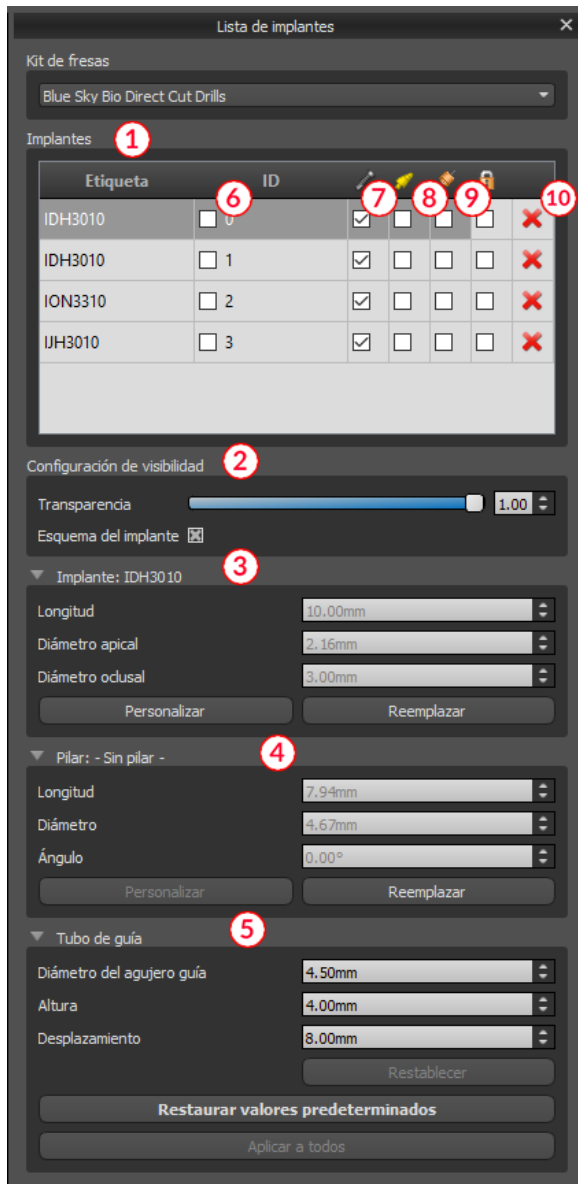 Lista de implantes
Kit de fresas
Blue Sky Bio Direct Cut Drills
Implantes 1
Etiqueta ID
6 7 8 9 10
IDH3010 0
IDH3010 1
ION3310 2
IJH3010 3
Configuración de visibilidad 2
Transparencia 1.00
Esquema del implante
Implante: IDH3010 3
Longitud 10.00mm
Diámetro apical 2.16mm
Diámetro oclusal 3.00mm
Personalizar Reemplazar
Pilar: - Sin pilar - 4
Longitud 7.94mm
Diámetro 4.67mm
Ángulo 0.00°
Personalizar Reemplazar
Tubo de guía 5
Diámetro del agujero guía 4.50mm
Altura 4.00mm
Desplazamiento 8.00mm
Restablecer
Restaurar valores predeterminados
Aplicar a todos